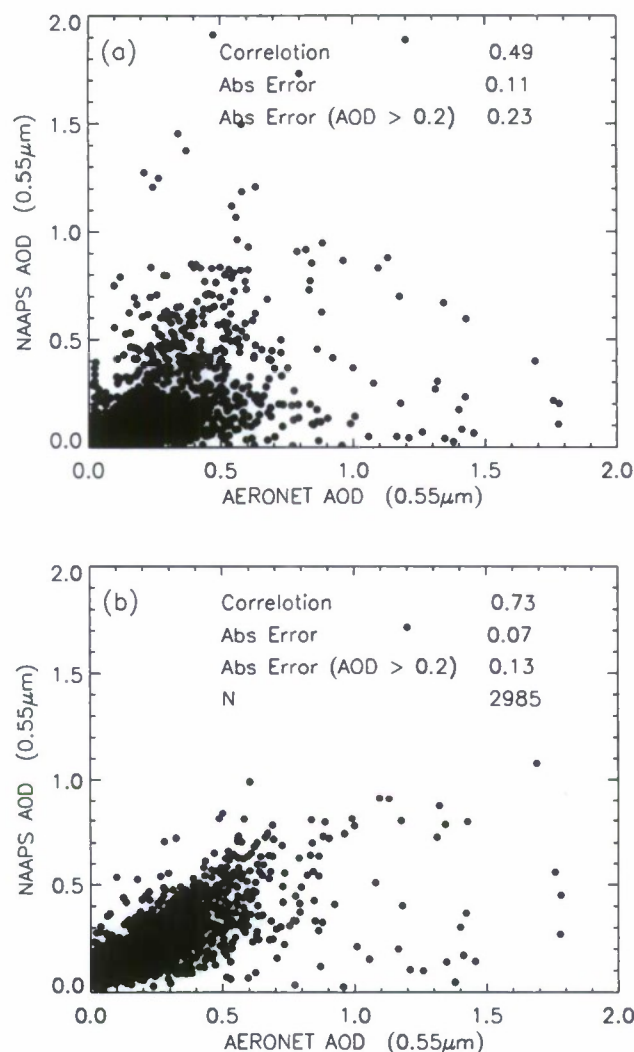 2.0
(a)
Correlotion 0.49
Abs Error 0.11
Abs Error (AOD > 0.2) 0.23
1.5
1.0
0.5
0.0
NAAPS AOD (0.55μm)
0.0 0.5 1.0 1.5 2.0
AERONET AOD (0.55μm)
2.0
(b)
Correlotion 0.73
Abs Error 0.07
Abs Error (AOD > 0.2) 0.13
N 2985
1.5
1.0
0.5
0.0
NAAPS AOD (0.55μm)
0.0 0.5 1.0 1.5 2.0
AERONET AOD (0.55μm)